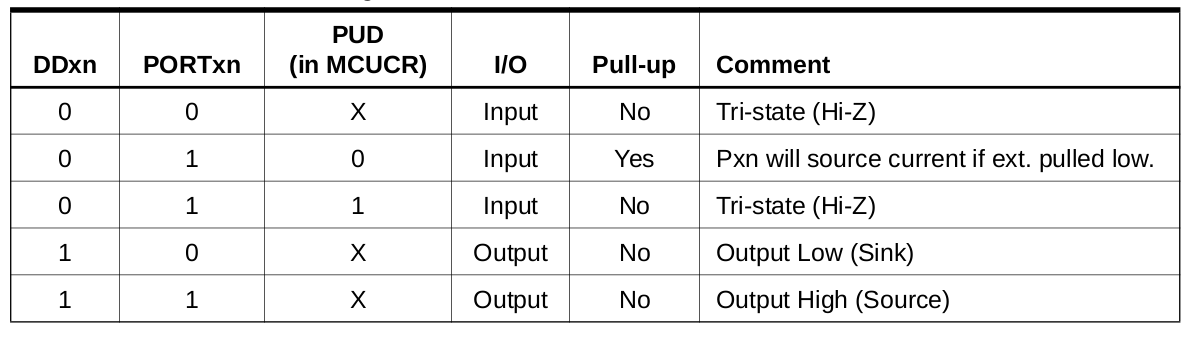 DDxn PORTxn PUD (in MCUCR) I/O Pull-up Comment
0 0 X Input No Tri-state (Hi-Z)
0 1 0 Input Yes Pxn will source current if ext. pulled low.
0 1 1 Input No Tri-state (Hi-Z)
1 0 X Output No Output Low (Sink)
1 1 X Output No Output High (Source)